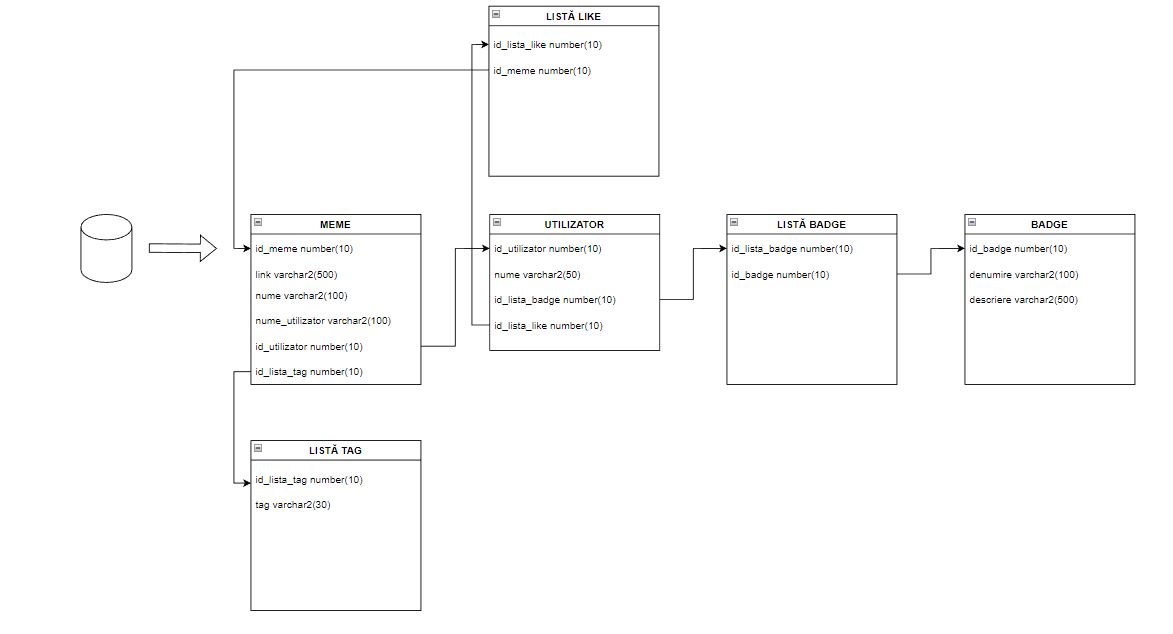 LISTĂ LIKE
id_lista_like number(10)
id_meme number(10)
MEME
id_meme number(10)
link varchar2(500)
nume varchar2(100)
nume_utilizator varchar2(100)
id_utilizator number(10)
id_lista_tag number(10)
UTILIZATOR
id_utilizator number(10)
nume varchar2(50)
id_lista_badge number(10)
id_lista_like number(10)
LISTĂ BADGE
id_lista_badge number(10)
id_badge number(10)
BADGE
id_badge number(10)
denumire varchar2(100)
descriere varchar2(500)
LISTĂ TAG
id_lista_tag number(10)
tag varchar2(30)